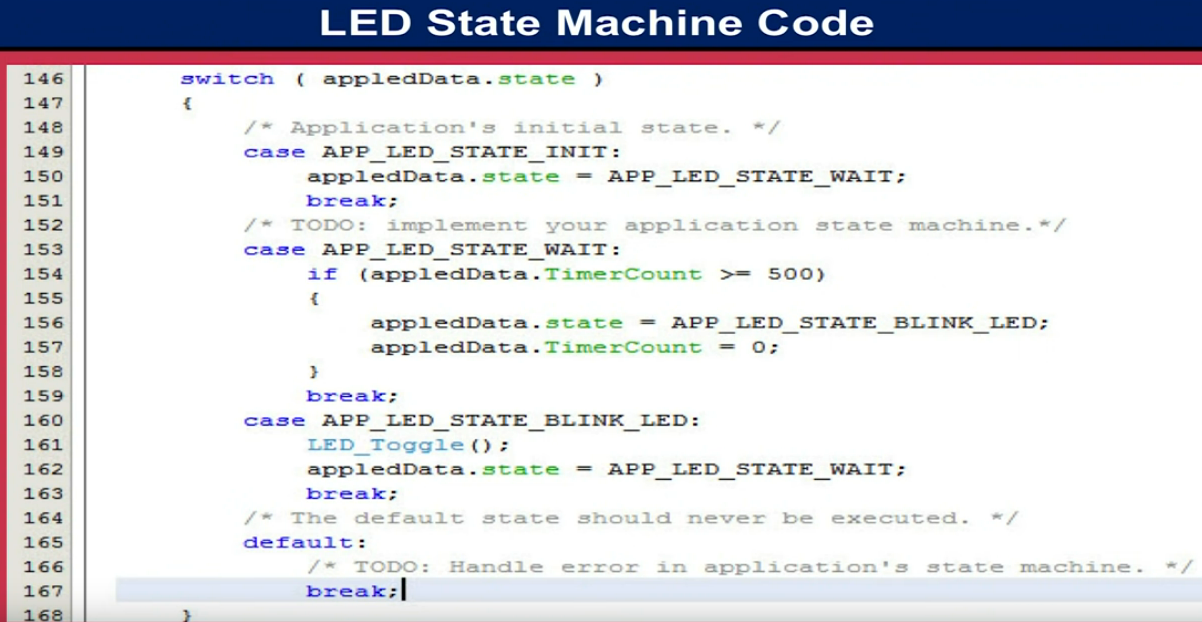 LED State Machine Code
146 switch ( appledData.state )
147 {
148 /* Application's initial state. */
149 case APP_LED_STATE_INIT:
150 appledData.state = APP_LED_STATE_WAIT;
151 break;
152 /* TODO: implement your application state machine.*/
153 case APP_LED_STATE_WAIT:
154 if (appledData.TimerCount >= 500)
155 {
156 appledData.state = APP_LED_STATE_BLINK_LED;
157 appledData.TimerCount = 0;
158 }
159 break;
160 case APP_LED_STATE_BLINK_LED:
161 LED_Toggle();
162 appledData.state = APP_LED_STATE_WAIT;
163 break;
164 /* The default state should never be executed. */
165 default:
166 /* TODO: Handle error in application's state machine. */
167 break;
168 }